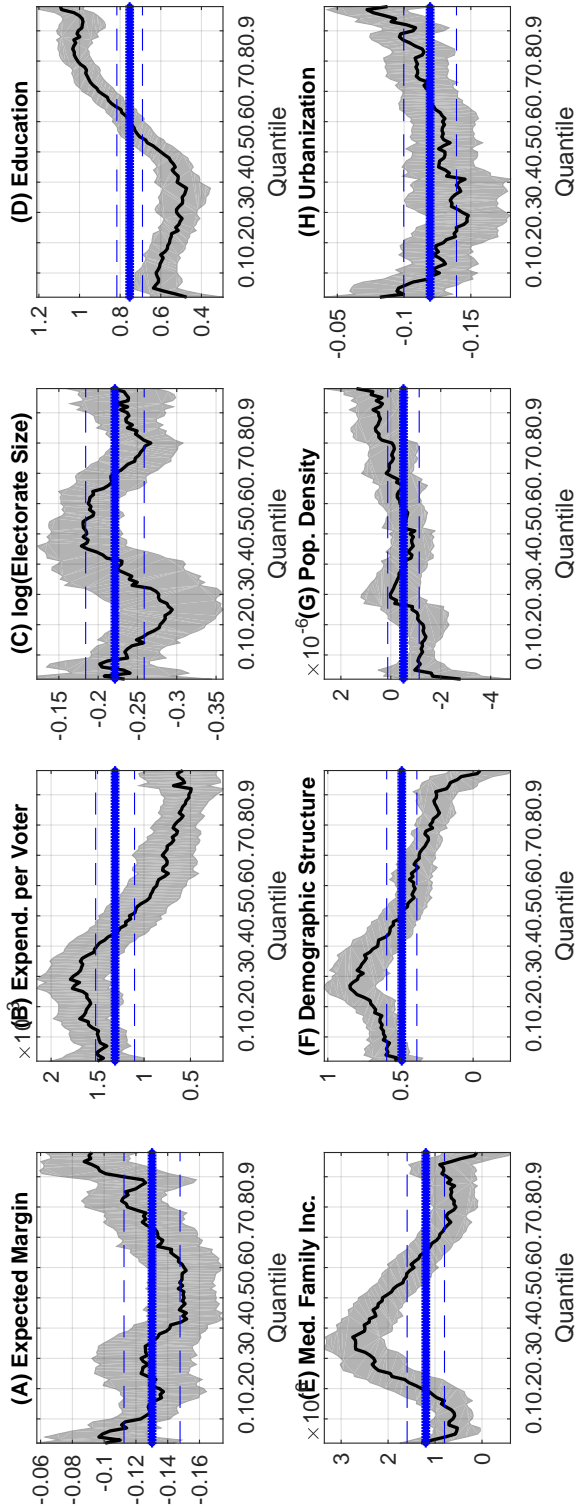 (A) Expected Margin
-0.06
-0.08
-0.1
-0.12
-0.14
-0.16
0.10.20.30.40.50.60.70.80.9
Quantile
(B) Expend. per Voter
2
1.5
1
0.5
0.10.20.30.40.50.60.70.80.9
Quantile
(C) log(Electorate Size)
-0.15
-0.2
-0.25
-0.3
-0.35
0.10.20.30.40.50.60.70.80.9
Quantile
(D) Education
1.2
1
0.8
0.6
0.4
0.10.20.30.40.50.60.70.80.9
Quantile
(E) Med. Family Inc.
3
2
1
0
0.10.20.30.40.50.60.70.80.9
Quantile
(F) Demographic Structure
1
0.5
0
0.10.20.30.40.50.60.70.80.9
Quantile
×10^-6 (G) Pop. Density
2
0
-2
-4
0.10.20.30.40.50.60.70.80.9
Quantile
(H) Urbanization
-0.05
-0.1
-0.15
0.10.20.30.40.50.60.70.80.9
Quantile